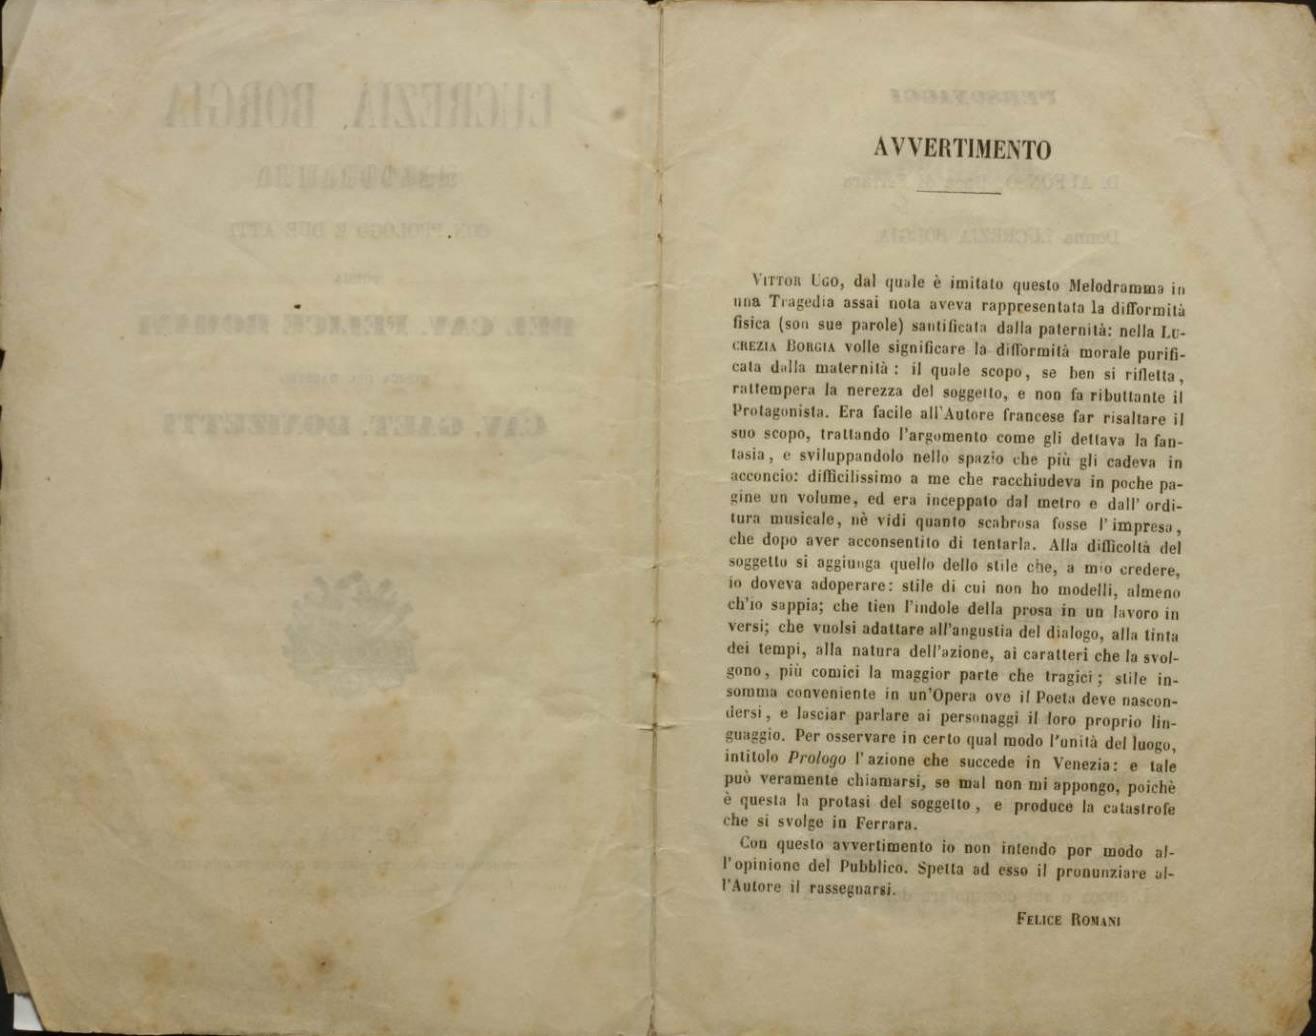 AVVERTIMENTO
VITTOR UGO, dal quale è imitato questo Melodramma in
una Tragedia assai nota aveva rappresentata la difformità
fisica (son sue parole) santificata dalla paternità: nella LU-
CREZIA BORGIA volle significare la difformità morale purifi-
cata dalla maternità: il quale scopo, se ben si rifletta,
rattempera la nerezza del soggetto, e non fa ributtante il
Protagonista. Era facile all'Autore francese far risaltare il
suo scopo, trattando l'argomento come gli dettava la fan-
tasia, e sviluppandolo nello spazio che più gli cadeva in
acconcio: difficilissimo a me che racchiudeva in poche pa-
gine un volume, ed era inceppato dal metro e dall' ordi-
tura musicale, nè vidi quanto scabrosa fosse l'impresa,
che dopo aver acconsentito di tentarla. Alla difficoltà del
soggetto si aggiunga quello dello stile che, a mio credere,
io doveva adoperare: stile di cui non ho modelli, almeno
ch'io sappia; che tien l'indole della prosa in un lavoro in
versi; che vuolsi adattare all'angustia del dialogo, alla tinta
dei tempi, alla natura dell'azione, ai caratteri che la svol-
gono, più comici la maggior parte che tragici; stile in-
somma conveniente in un'Opera ove il Poeta deve nascon-
dersi, e lasciar parlare ai personaggi il loro proprio lin-
guaggio. Per osservare in certo qual modo l'unità del luogo,
intitolo Prologo l'azione che succede in Venezia: e tale
può veramente chiamarsi, se mal non mi appongo, poichè
è questa la protasi del soggetto, e produce la catastrofe
che si svolge in Ferrara.
Con questo avvertimento io non intendo por modo al-
l'opinione del Pubblico. Spetta ad esso il pronunziare al-
l'Autore il rassegnarsi.
FELICE ROMANI